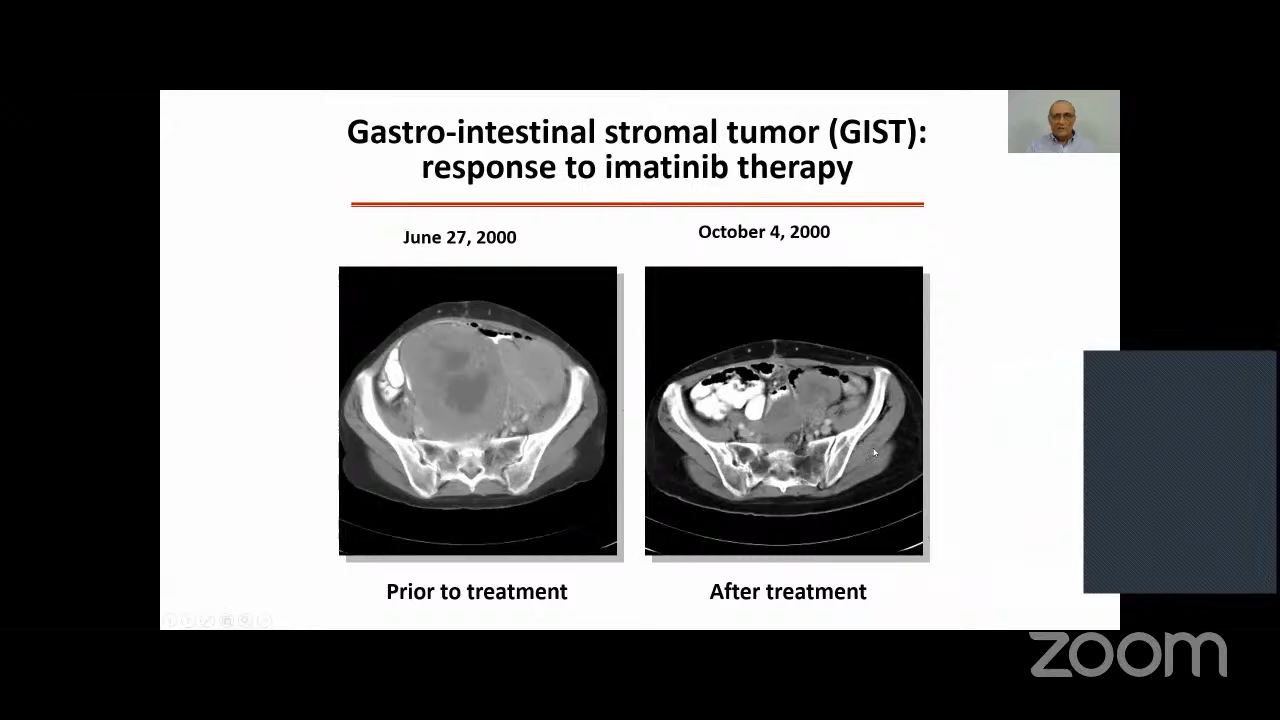 Gastro-intestinal stromal tumor (GIST):
response to imatinib therapy
June 27, 2000
October 4, 2000
Prior to treatment
After treatment
zoom